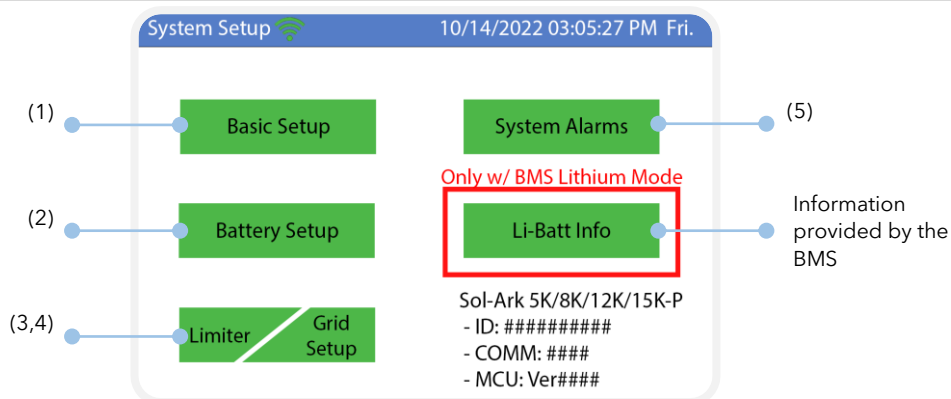 System Setup 10/14/2022 03:05:27 PM Fri.
(1) Basic Setup System Alarms (5)
Only w/ BMS Lithium Mode
(2) Battery Setup Li-Batt Info
Information
provided by the
BMS
(3,4) Limiter Grid
Setup
Sol-Ark 5K/8K/12K/15K-P
- ID: ##########
- COMM: ####
- MCU: Ver####